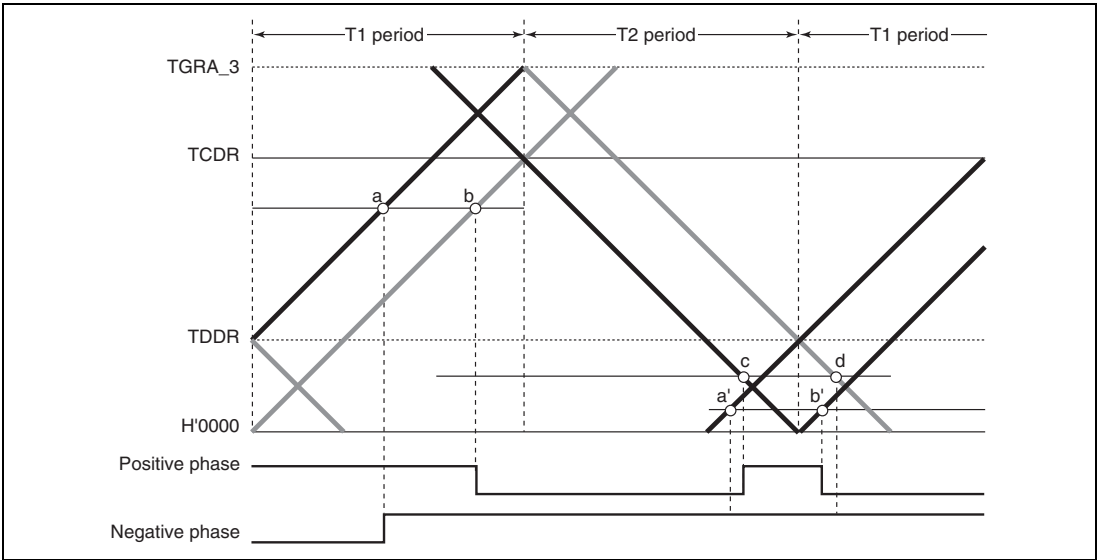 T1 period T2 period T1 period
TGRA_3
TCDR
a b
TDDR
c d
a' b'
H'0000
Positive phase
Negative phase